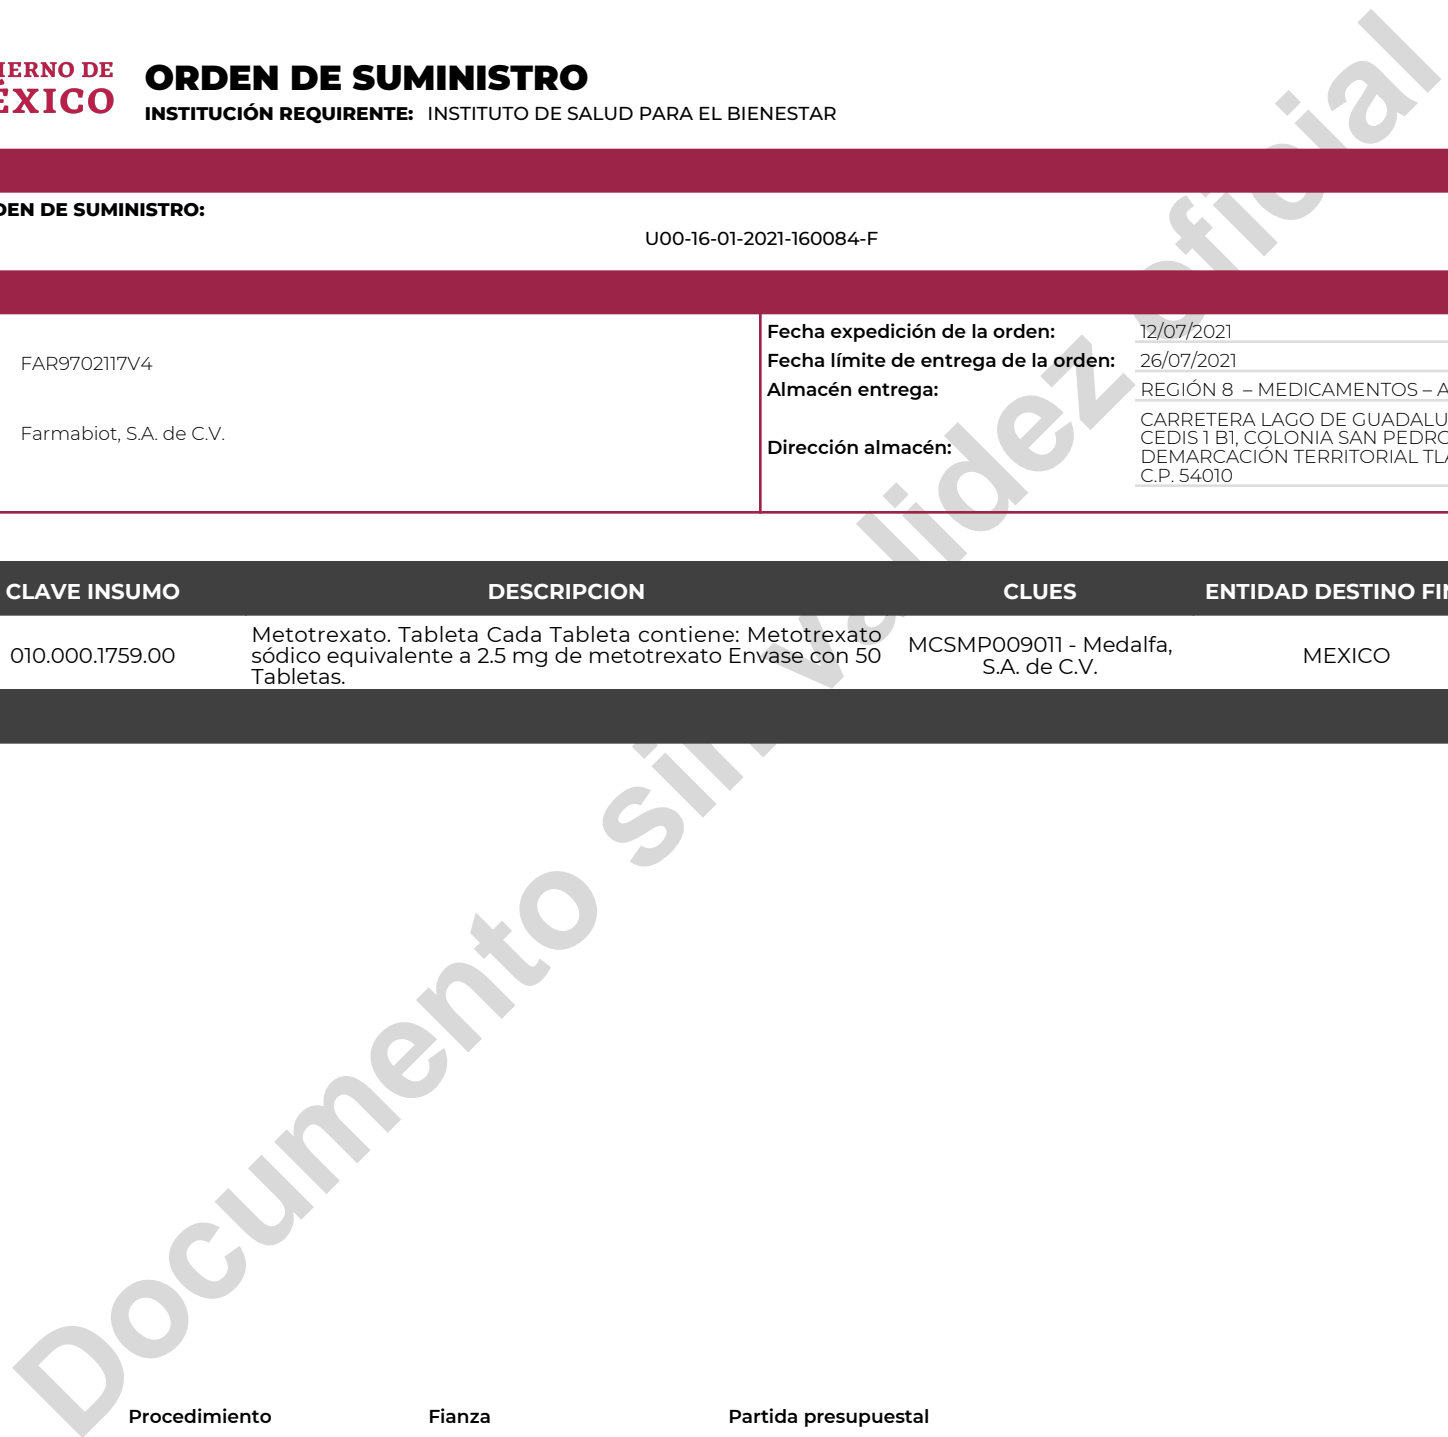 IERNO DE
ÉXICO
ORDEN DE SUMINISTRO
INSTITUCIÓN REQUIRENTE: INSTITUTO DE SALUD PARA EL BIENESTAR
DEN DE SUMINISTRO:
U00-16-01-2021-160084-F
FAR9702117V4
Farmabiot, S.A. de C.V.
Fecha expedición de la orden: 12/07/2021
Fecha límite de entrega de la orden: 26/07/2021
Almacén entrega: REGIÓN 8 – MEDICAMENTOS – A
Dirección almacén:
CARRETERA LAGO DE GUADALU
CEDIS 1 B1, COLONIA SAN PEDRO
DEMARCACIÓN TERRITORIAL TLA
C.P. 54010
CLAVE INSUMO DESCRIPCION CLUES ENTIDAD DESTINO FIN
010.000.1759.00
Metotrexato. Tableta Cada Tableta contiene: Metotrexato
sódico equivalente a 2.5 mg de metotrexato Envase con 50
Tabletas.
MCSMP009011 - Medalfa,
S.A. de C.V.
MEXICO
Documento sin validez oficial
Procedimiento Fianza Partida presupuestal